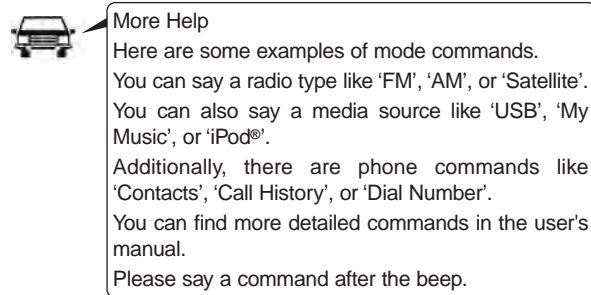 More Help
Here are some examples of mode commands.
You can say a radio type like ‘FM’, ‘AM’, or ‘Satellite’.
You can also say a media source like ‘USB’, ‘My
Music’, or ‘iPod®’.
Additionally, there are phone commands like
‘Contacts’, ‘Call History’, or ‘Dial Number’.
You can find more detailed commands in the user's
manual.
Please say a command after the beep.